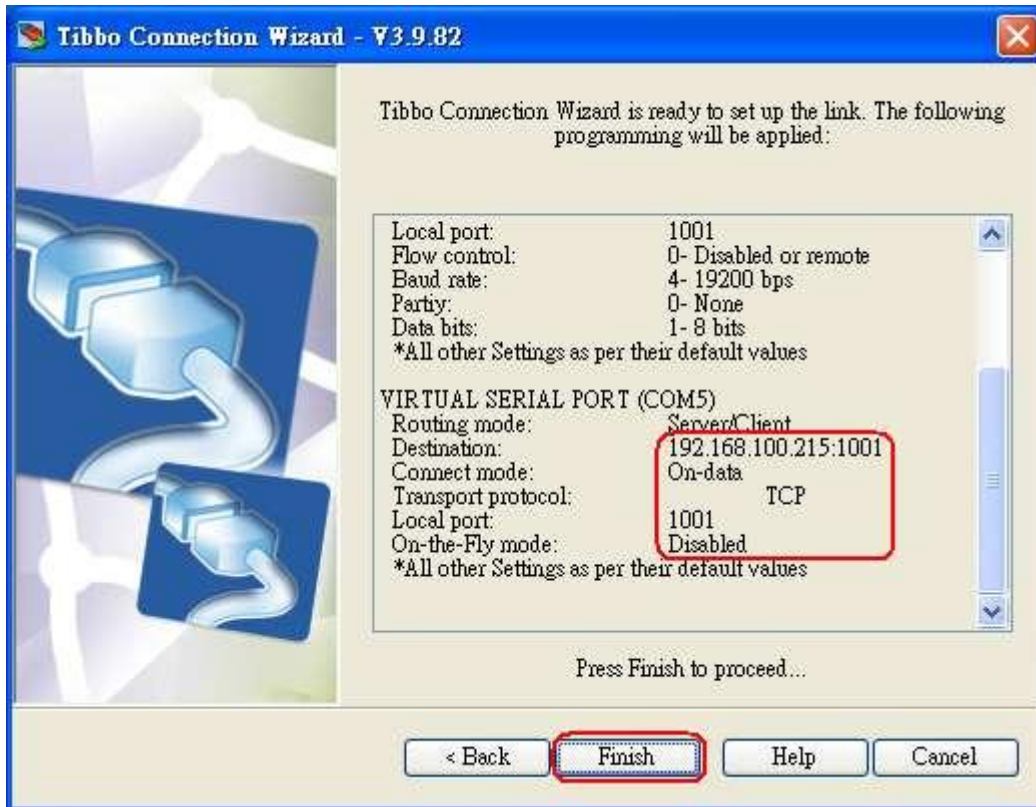 Tibbo Connection Wizard - V3.9.82
Tibbo Connection Wizard is ready to set up the link. The following
programming will be applied:
Local port: 1001
Flow control: 0- Disabled or remote
Baud rate: 4- 19200 bps
Partiy: 0- None
Data bits: 1- 8 bits
*All other Settings as per their default values
VIRTUAL SERIAL PORT (COM5)
Routing mode: Server/Client
Destination: 192.168.100.215:1001
Connect mode: On-data
Transport protocol: TCP
Local port: 1001
On-the-Fly mode: Disabled
*All other Settings as per their default values
Press Finish to proceed...
< Back Finish Help Cancel